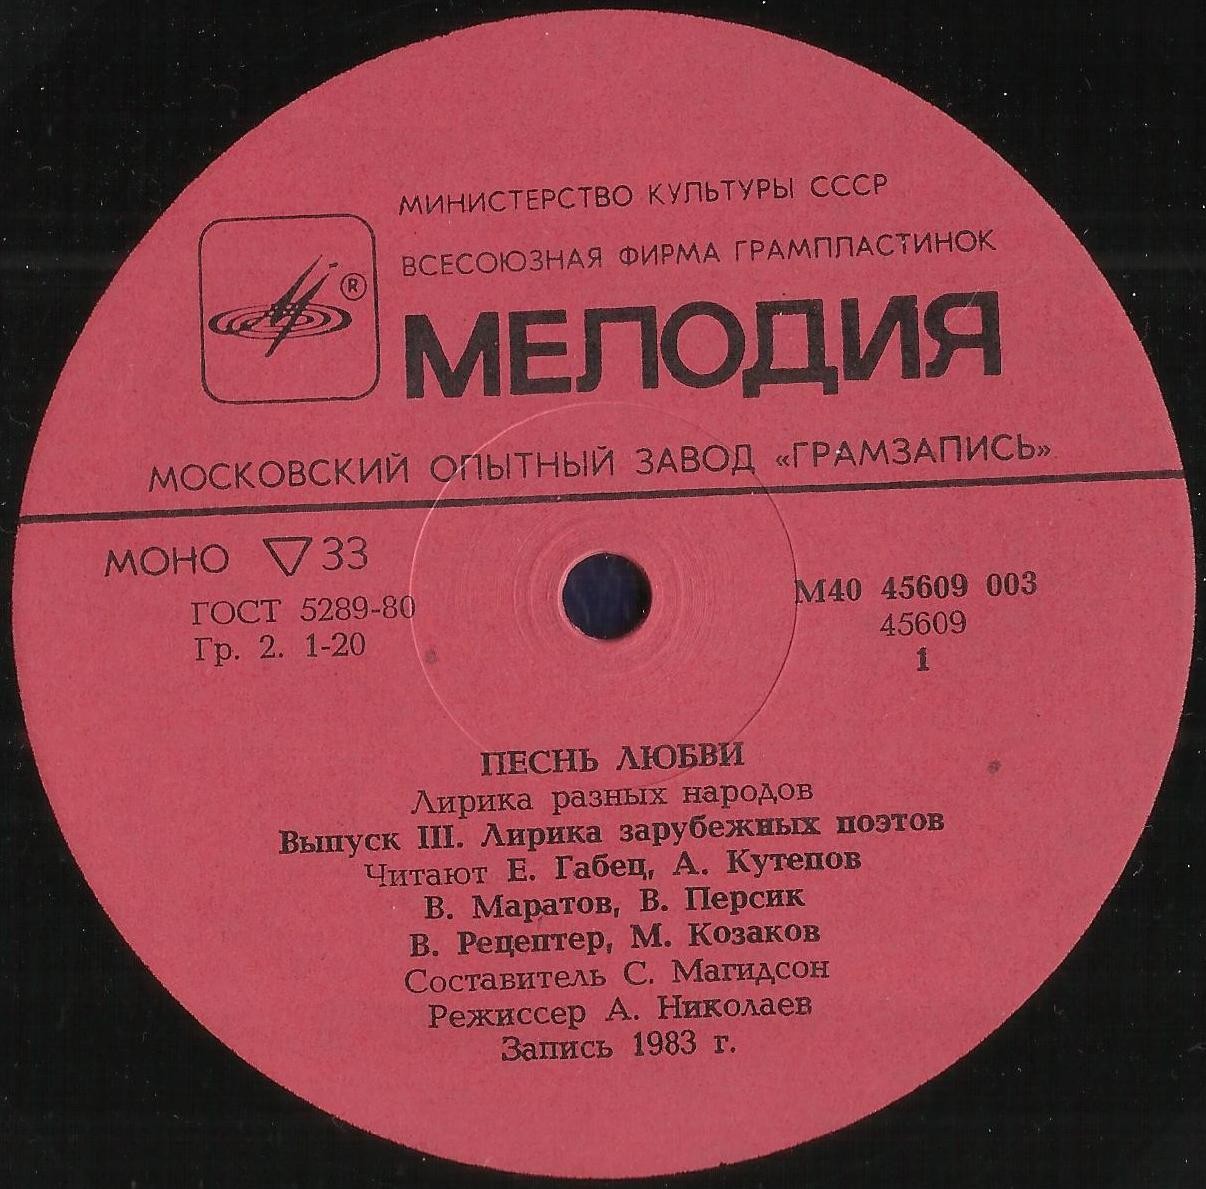 МИНИСТЕРСТВО КУЛЬТУРЫ СССР
ВСЕСОЮЗНАЯ ФИРМА ГРАМПЛАСТИНОК
®
МЕЛОДИЯ
МОСКОВСКИЙ ОПЫТНЫЙ ЗАВОД «ГРАМЗАПИСЬ»
МОНО ▽ 33
ГОСТ 5289-80
Гр. 2. 1-20
М40 45609 003
45609
1
ПЕСНЬ ЛЮБВИ
Лирика разных народов
Выпуск III. Лирика зарубежных поэтов
Читают Е. Габец, А. Кутепов
В. Маратов, В. Персик
В. Рецептер, М. Козаков
Составитель С. Магидсон
Режиссер А. Николаев
Запись 1983 г.